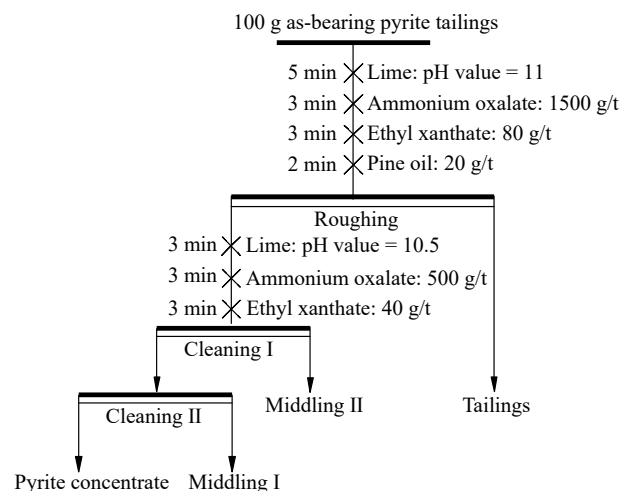 100 g as-bearing pyrite tailings
5 min Lime: pH value = 11
3 min Ammonium oxalate: 1500 g/t
3 min Ethyl xanthate: 80 g/t
2 min Pine oil: 20 g/t
Roughing
3 min Lime: pH value = 10.5
3 min Ammonium oxalate: 500 g/t
3 min Ethyl xanthate: 40 g/t
Cleaning I
Cleaning II
Middling II
Tailings
Pyrite concentrate
Middling I